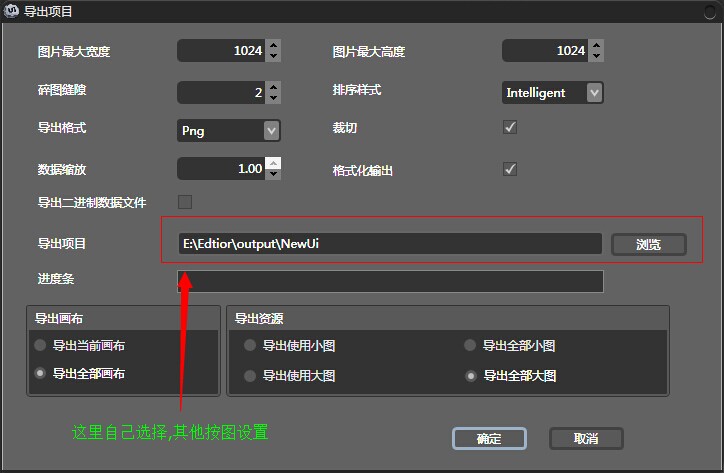 导出项目
图片最大宽度 1024 图片最大高度 1024
碎图缝隙 2 排序样式 Intelligent
导出格式 Png 裁切
数据缩放 1.00 格式化输出
导出二进制数据文件
导出项目 E:\Edtior\output\NewUi 浏览
进度条
导出画布 导出资源
导出当前画布 导出使用小图 导出全部小图
导出全部画布 导出使用大图 导出全部大图
这里自己选择,其他按图设置
确定 取消